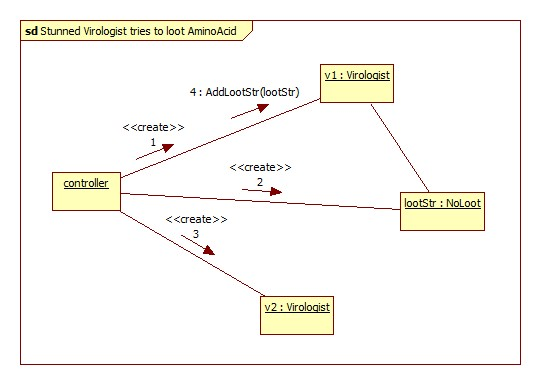 sd Stunned Virologist tries to loot AminoAcid
v1 : Virologist
4 : AddLootStr(lootStr)
<<create>>
1
<<create>>
2
controller
lootStr : NoLoot
<<create>>
3
v2 : Virologist